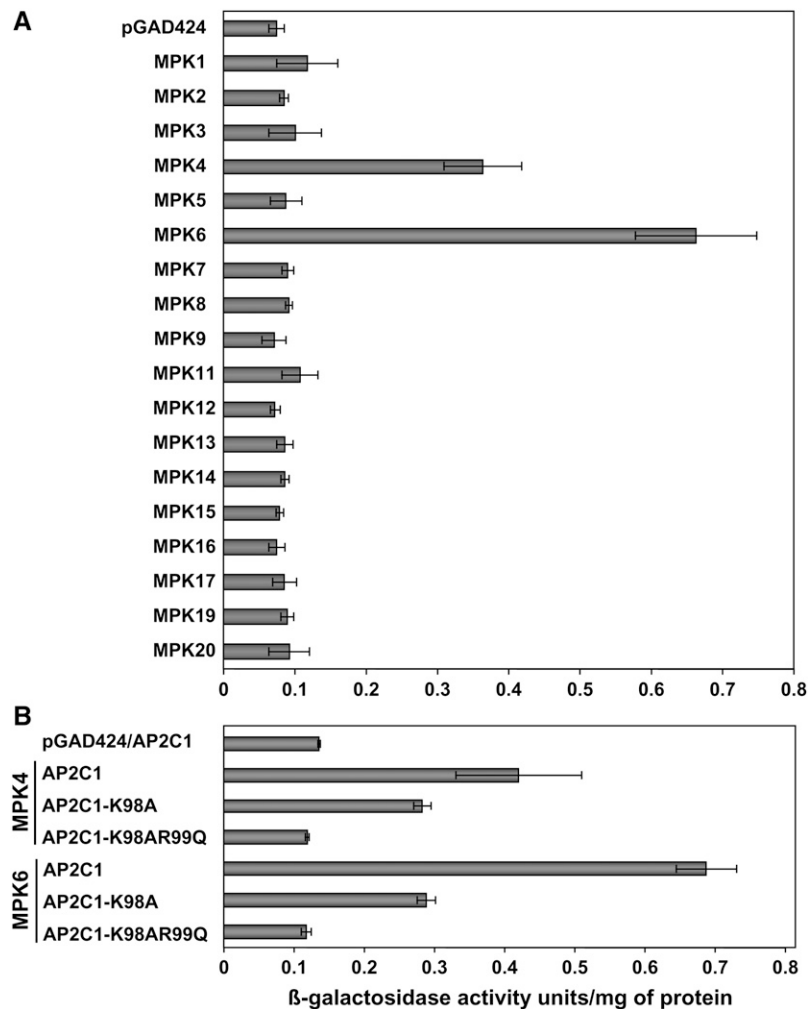 A
pGAD424
MPK1
MPK2
MPK3
MPK4
MPK5
MPK6
MPK7
MPK8
MPK9
MPK11
MPK12
MPK13
MPK14
MPK15
MPK16
MPK17
MPK19
MPK20
0 0.1 0.2 0.3 0.4 0.5 0.6 0.7 0.8
B
pGAD424/AP2C1
MPK4
AP2C1
AP2C1-K98A
AP2C1-K98AR99Q
MPK6
AP2C1
AP2C1-K98A
AP2C1-K98AR99Q
0 0.1 0.2 0.3 0.4 0.5 0.6 0.7 0.8
ß-galactosidase activity units/mg of protein